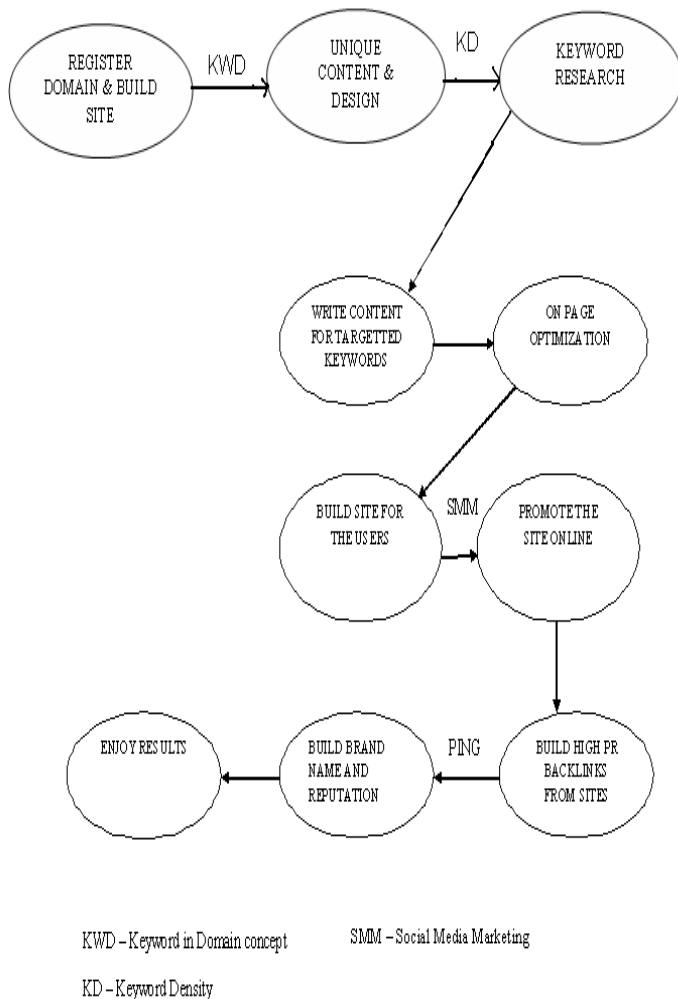 REGISTER
DOMAIN & BUILD
SITE
KWD
UNIQUE
CONTENT &
DESIGN
KD
KEYWORD
RESEARCH
WRITE CONTENT
FOR TARGETTED
KEYWORDS
ON PAGE
OPTIMIZATION
BUILD SITE FOR
THE USERS
SMM
PROMOTE THE
SITE ONLINE
BUILD HIGH PR
BACKLINKS
FROM SITES
PING
BUILD BRAND
NAME AND
REPUTATION
ENJOY RESULTS
KWD – Keyword in Domain concept
SMM – Social Media Marketing
KD – Keyword Density